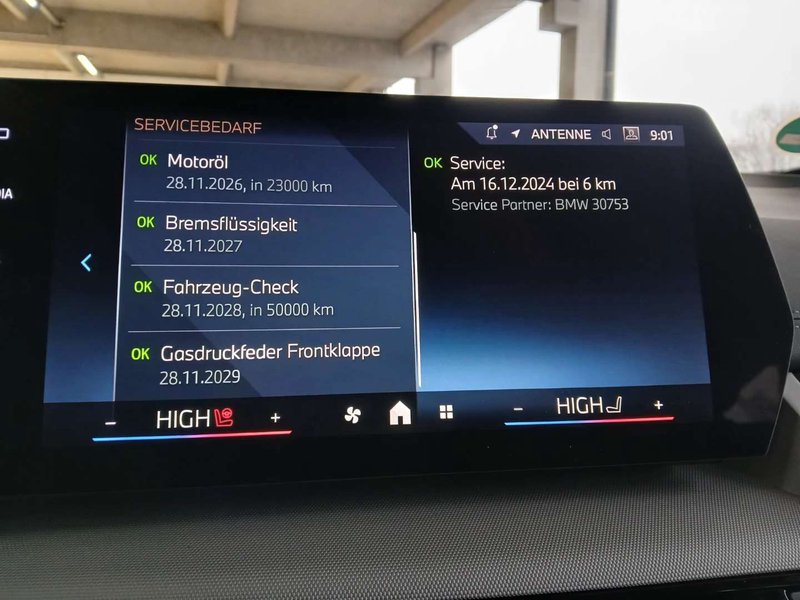 IA
SERVICEBEDARF
OK Motoröl
28.11.2026, in 23000 km
OK Bremsflüssigkeit
28.11.2027
OK Fahrzeug-Check
28.11.2028, in 50000 km
OK Gasdruckfeder Frontklappe
28.11.2029
ANTENNE 9:01
OK Service:
Am 16.12.2024 bei 6 km
Service Partner: BMW 30753
- HIGH +
- HIGH +